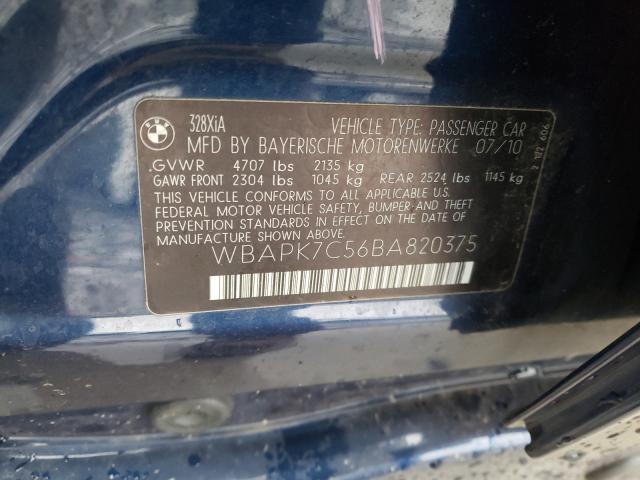 BMW
328XiA VEHICLE TYPE: PASSENGER CAR
MFD BY BAYERISCHE MOTORENWERKE 07/10
GVWR 4707 lbs 2135 kg
GAWR FRONT 2304 lbs 1045 kg REAR 2524 lbs 1145 kg
THIS VEHICLE CONFORMS TO ALL APPLICABLE U.S.
FEDERAL MOTOR VEHICLE SAFETY, BUMPER AND THEFT
PREVENTION STANDARDS IN EFFECT ON THE DATE OF
MANUFACTURE SHOWN ABOVE.
WBAPK7C56BA820375